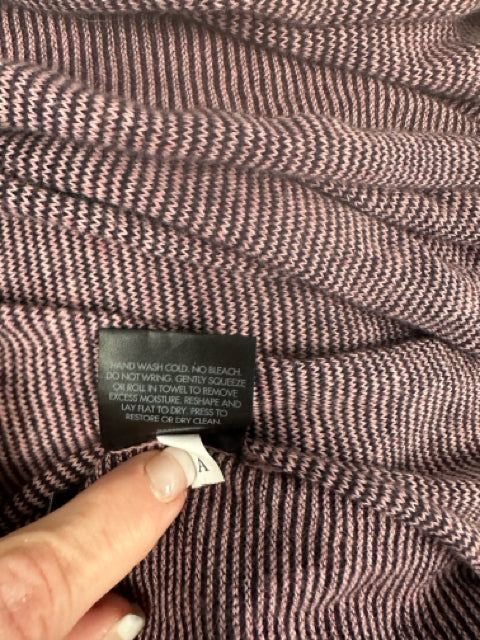 HAND WASH COLD. NO BLEACH.
DO NOT WRING. GENTLY SQUEEZE
OR ROLL IN TOWEL TO REMOVE
EXCESS MOISTURE. RESHAPE AND
LAY FLAT TO DRY. PRESS TO
RESTORE OR DRY CLEAN.
A